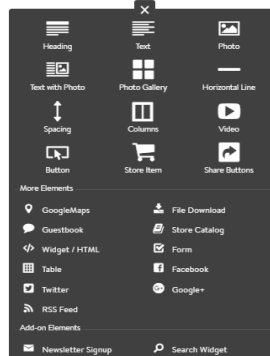 Heading Text Photo
Text with Photo Photo Gallery Horizontal Line
Spacing Columns Video
Button Store Item Share Buttons
More Elements
GoogleMaps File Download
Guestbook Store Catalog
Widget / HTML Form
Table Facebook
Twitter Google+
RSS Feed
Add-on Elements
Newsletter Signup Search Widget